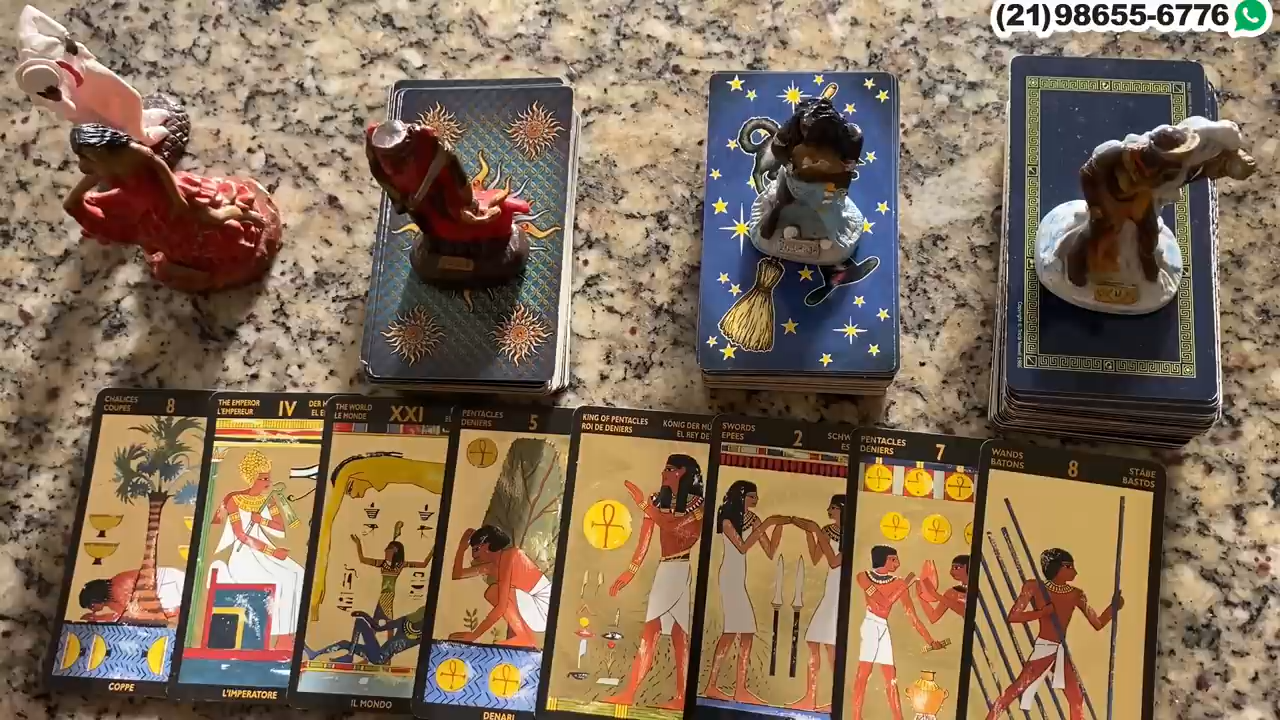 (21)98655-6776
CHALICES
COUPES
8
COPPE
THE EMPEROR
L'EMPEREUR
IV
L'IMPERATORE
THE WORLD
LE MONDE
XXI
IL MONDO
PENTACLES
DENIERS
5
DENARI
KING OF PENTACLES
ROI DE DENIERS
SWORDS
EPEES
2
PENTACLES
DENIERS
7
WANDS
BATONS
8
STÄBE
BASTOS